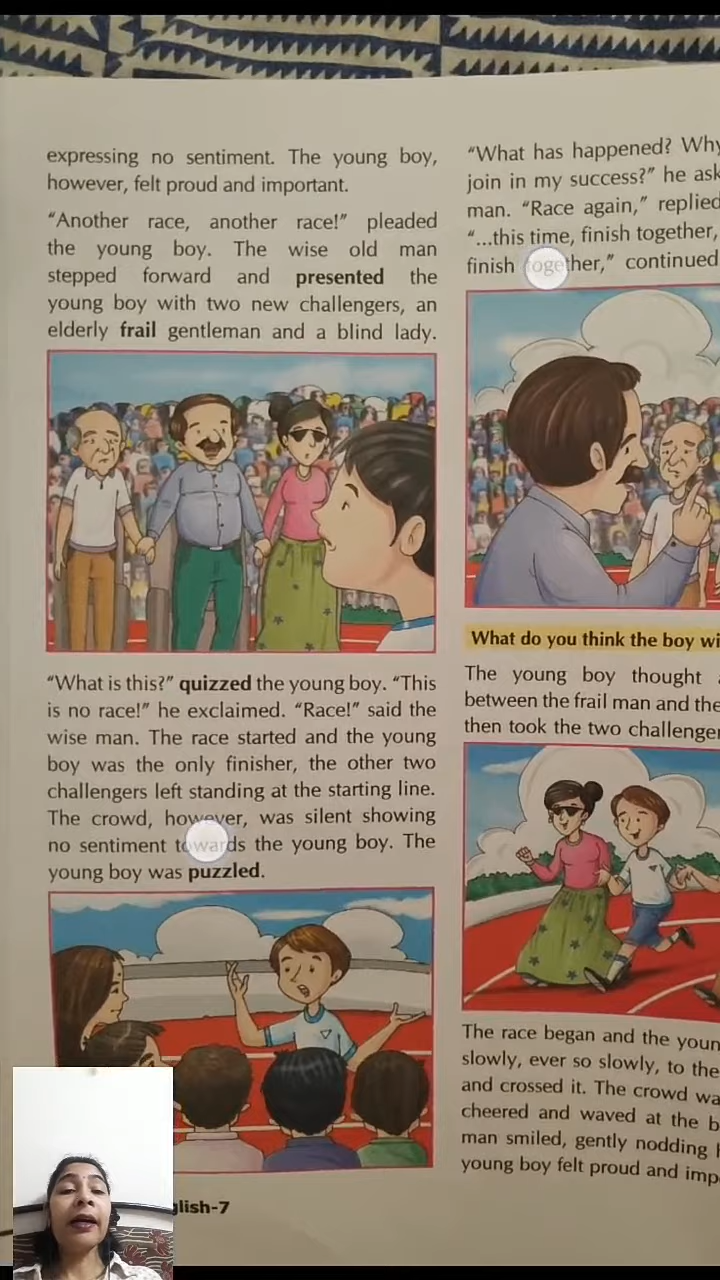 expressing no sentiment. The young boy,
however, felt proud and important.
"Another race, another race!" pleaded
the young boy. The wise old man
stepped forward and presented the
young boy with two new challengers, an
elderly frail gentleman and a blind lady.
"What is this?" quizzed the young boy. "This
is no race!" he exclaimed. "Race!" said the
wise man. The race started and the young
boy was the only finisher, the other two
challengers left standing at the starting line.
The crowd, however, was silent showing
no sentiment towards the young boy. The
young boy was puzzled.
glish-7
"What has happened? Why
join in my success?" he ask
man. "Race again," replied
"...this time, finish together,
finish together," continued
What do you think the boy wi
The young boy thought
between the frail man and the
then took the two challenger
The race began and the youn
slowly, ever so slowly, to the
and crossed it. The crowd wa
cheered and waved at the b
man smiled, gently nodding h
young boy felt proud and imp